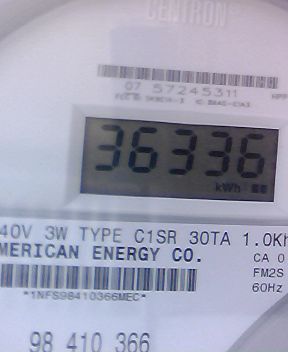 CENTRON®
07 57245311
36336
kWh
40V 3W TYPE C1SR 30TA 1.0Kh
MERICAN ENERGY CO.
CA 0
FM2S
60Hz
*1NFS98410366MEC*
98 410 366